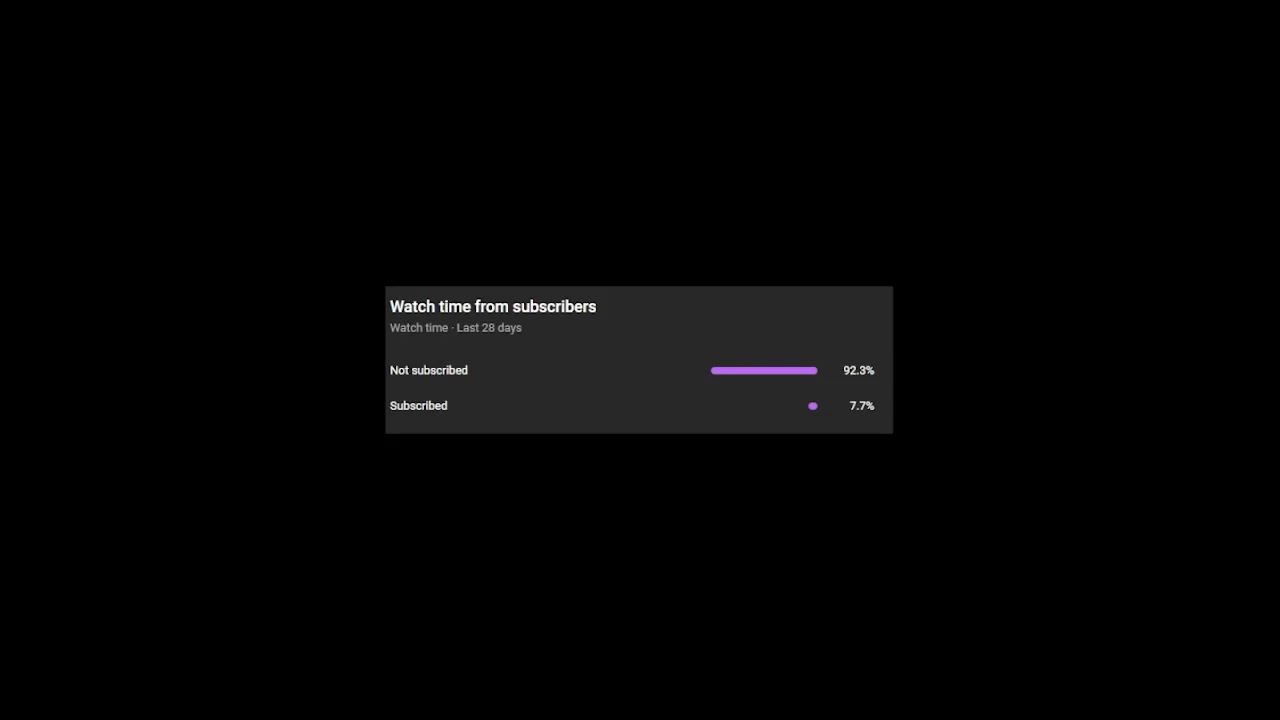 Watch time from subscribers
Watch time · Last 28 days
Not subscribed 92.3%
Subscribed 7.7%